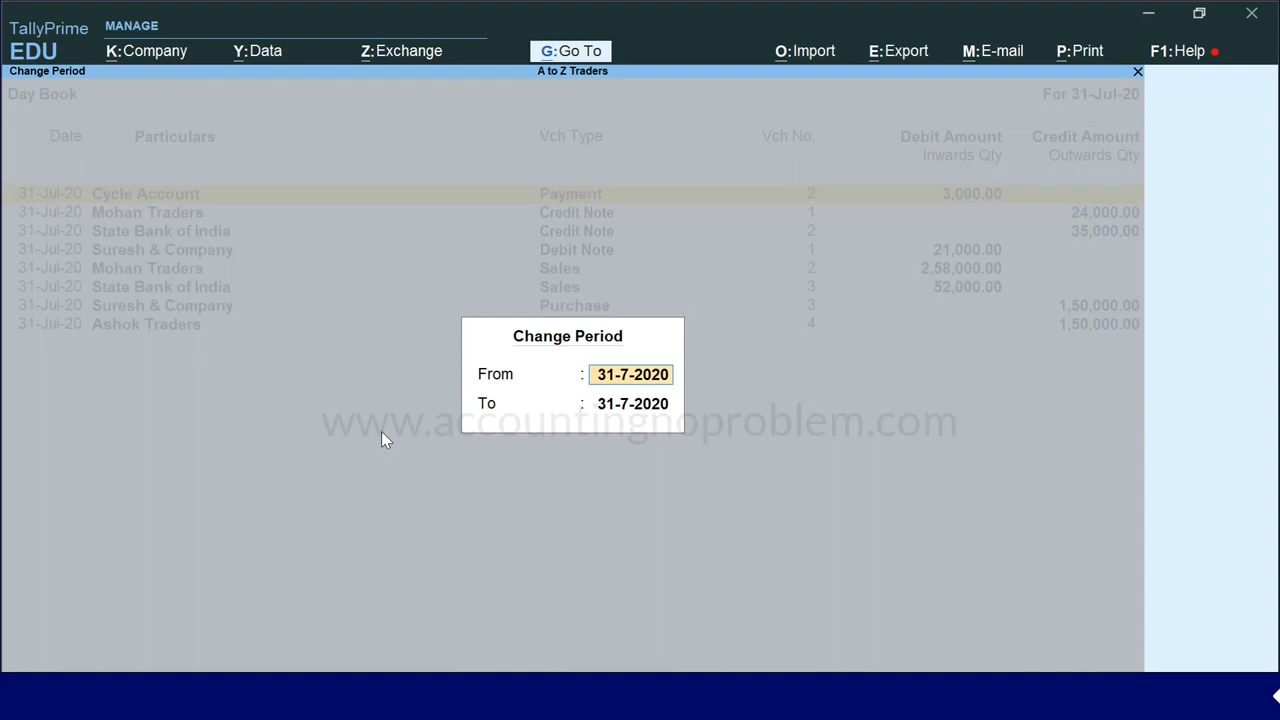 TallyPrime MANAGE
EDU K:Company Y:Data Z:Exchange G:Go To O:Import E:Export M:E-mail P:Print F1:Help
Change Period A to Z Traders
Day Book For 31-Jul-20
Date Particulars Vch Type Vch No. Debit Amount Credit Amount
Inwards Qty Outwards Qty
31-Jul-20 Cycle Account Payment 2 3,000.00
31-Jul-20 Mohan Traders Credit Note 1 24,000.00
31-Jul-20 State Bank of India Credit Note 2 35,000.00
31-Jul-20 Suresh & Company Debit Note 1 21,000.00
31-Jul-20 Mohan Traders Sales 2 2,58,000.00
31-Jul-20 State Bank of India Sales 3 52,000.00
31-Jul-20 Suresh & Company Purchase 3 1,50,000.00
31-Jul-20 Ashok Traders 4 1,50,000.00
Change Period
From : 31-7-2020
To : 31-7-2020
www.accountingnoproblem.com